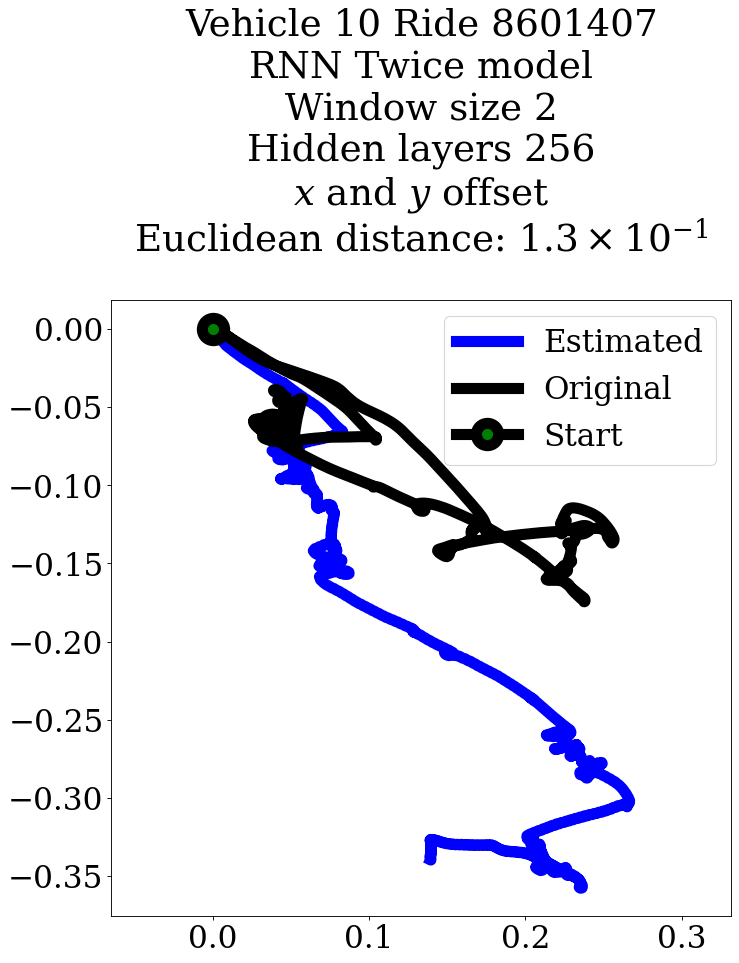 Vehicle 10 Ride 8601407
RNN Twice model
Window size 2
Hidden layers 256
x and y offset
Euclidean distance: 1.3 × 10⁻¹
Estimated
Original
Start
0.00
−0.05
−0.10
−0.15
−0.20
−0.25
−0.30
−0.35
0.0 0.1 0.2 0.3